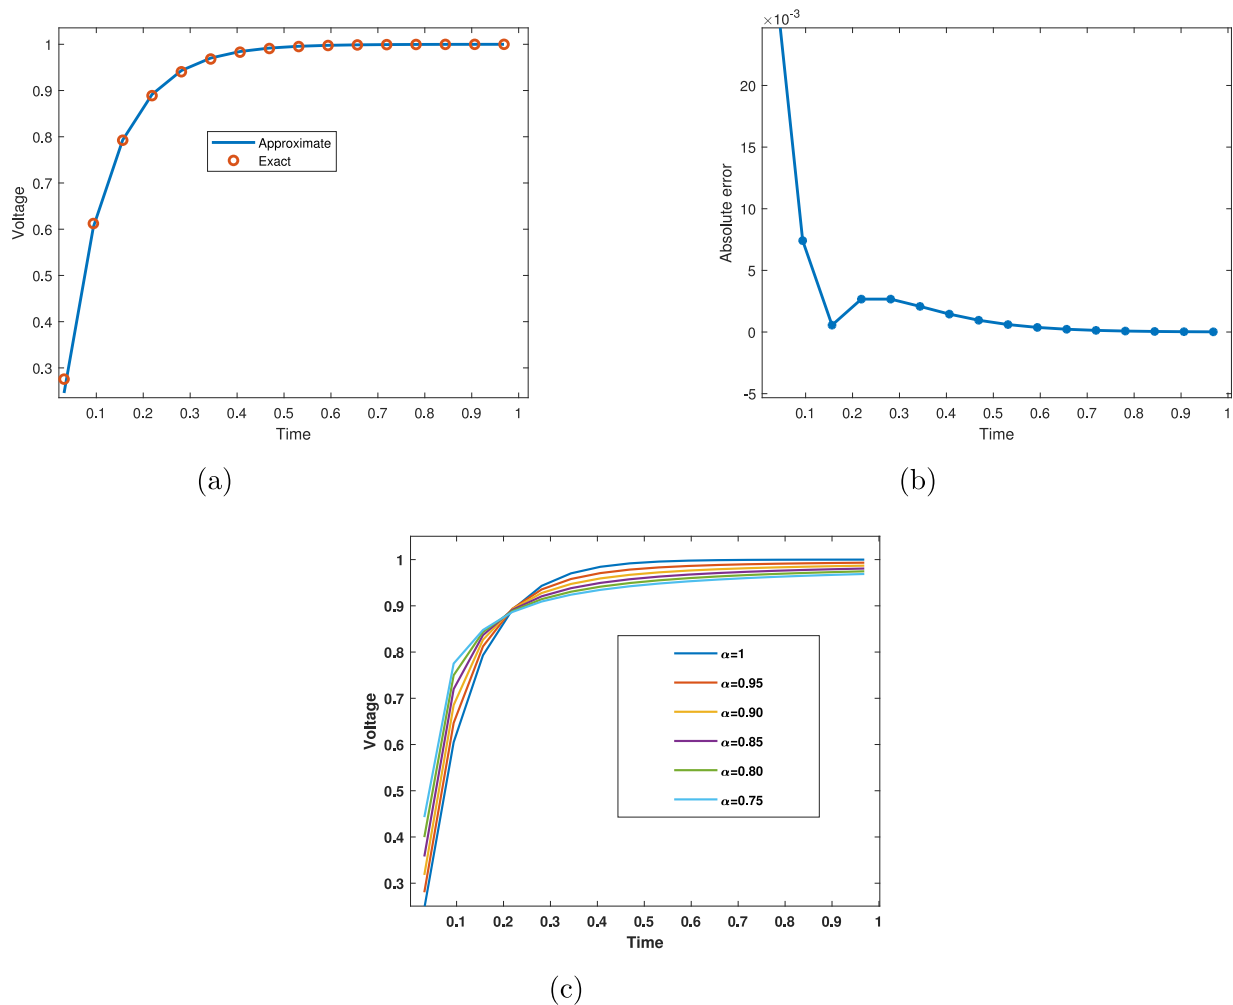 1
0.9
0.8
0.7
0.6
0.5
0.4
0.3
Voltage
Approximate
Exact
0.1 0.2 0.3 0.4 0.5 0.6 0.7 0.8 0.9 1
Time
(a)
×10⁻³
20
15
10
5
0
-5
Absolute error
0.1 0.2 0.3 0.4 0.5 0.6 0.7 0.8 0.9 1
Time
(b)
1
0.9
0.8
0.7
0.6
0.5
0.4
0.3
Voltage
α=1
α=0.95
α=0.90
α=0.85
α=0.80
α=0.75
0.1 0.2 0.3 0.4 0.5 0.6 0.7 0.8 0.9 1
Time
(c)